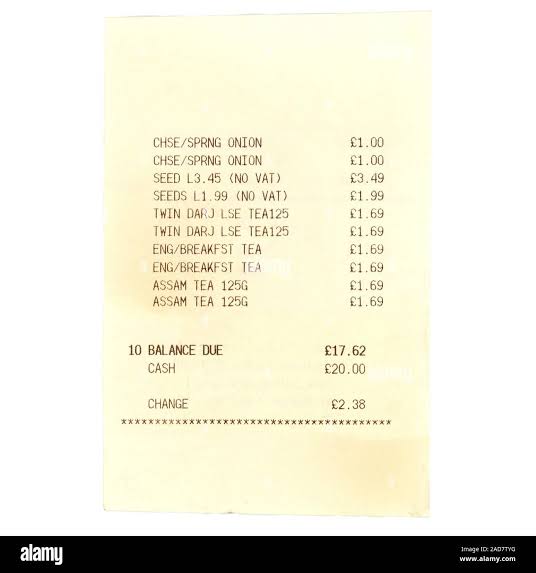 CHSE/SPRNG ONION £1.00
CHSE/SPRNG ONION £1.00
SEED L3.45 (NO VAT) £3.49
SEEDS L1.99 (NO VAT) £1.99
TWIN DARJ LSE TEA125 £1.69
TWIN DARJ LSE TEA125 £1.69
ENG/BREAKFST TEA £1.69
ENG/BREAKFST TEA £1.69
ASSAM TEA 125G £1.69
ASSAM TEA 125G £1.69
10 BALANCE DUE £17.62
CASH £20.00
CHANGE £2.38
****************************************
alamy
Image ID: 2AD7TYG
www.alamy.com